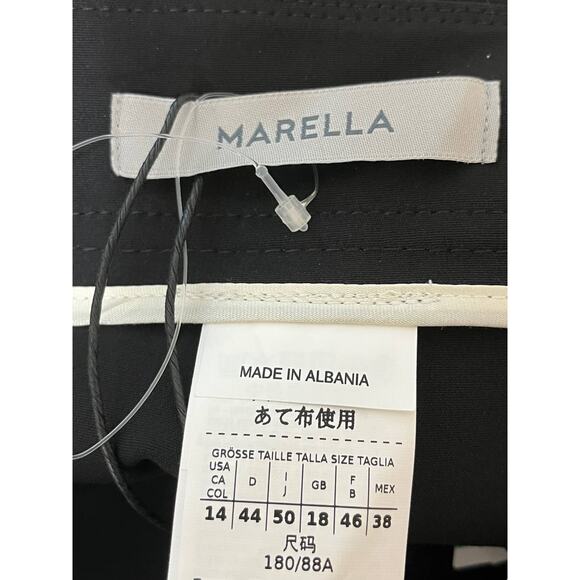 MARELLA
MADE IN ALBANIA
あて布使用
GRÖSSE TAILLE TALLA SIZE TAGLIA
USA CA COL D I J GB F B MEX
14 44 50 18 46 38
尺码
180/88A